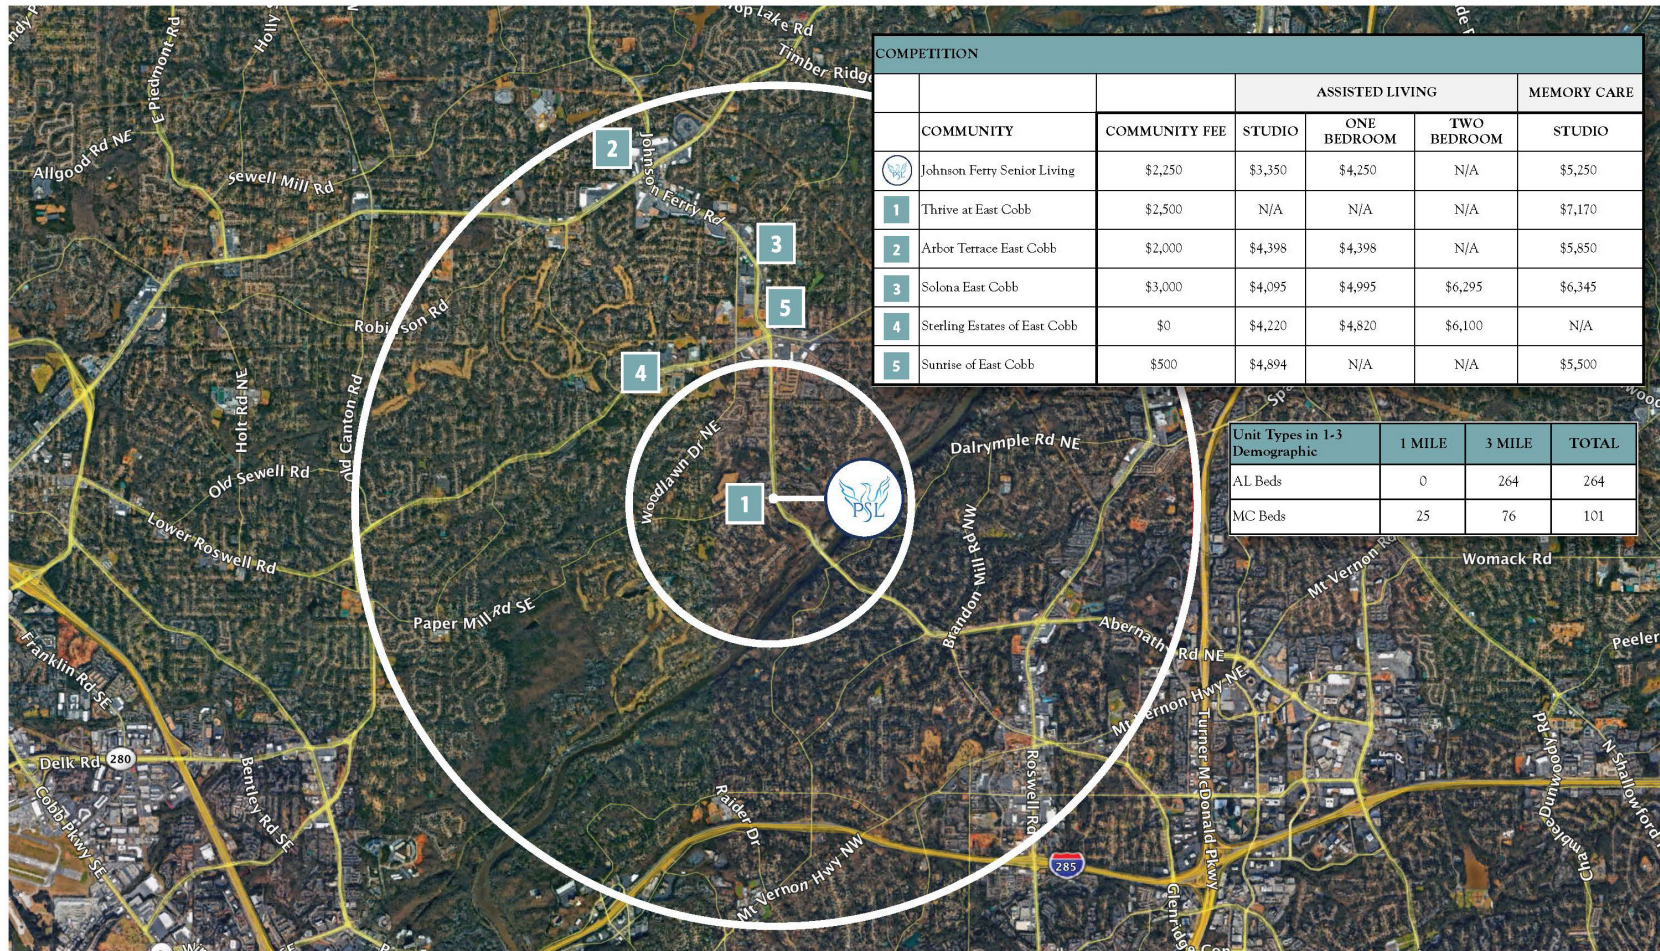 COMPETITION
ASSISTED LIVING MEMORY CARE
COMMUNITY COMMUNITY FEE STUDIO ONE BEDROOM TWO BEDROOM STUDIO
PSL Johnson Ferry Senior Living $2,250 $3,350 $4,250 N/A $5,250
1 Thrive at East Cobb $2,500 N/A N/A N/A $7,170
2 Arbor Terrace East Cobb $2,000 $4,398 $4,398 N/A $5,850
3 Solona East Cobb $3,000 $4,095 $4,995 $6,295 $6,345
4 Sterling Estates of East Cobb $0 $4,220 $4,820 $6,100 N/A
5 Sunrise of East Cobb $500 $4,894 N/A N/A $5,500
Unit Types in 1-3 Demographic 1 MILE 3 MILE TOTAL
AL Beds 0 264 264
MC Beds 25 76 101
E Piedmont Rd
Lake Rd
Timber Ridge
Allgood Rd NE
Sewell Mill Rd
2
Johnson Ferry Rd
3
5
Robinson Rd
4
Holt Rd NE
Old Canton Rd
Woodlawn Dr NE
Dalrymple Rd NE
Old Sewell Rd
1
PSL
Lower Roswell Rd
Brandon Mill Rd NW
Mt Vernon Rd
Womack Rd
Paper Mill Rd SE
Abernathy Rd NE
Peeler
Franklin Rd SE
Mt Vernon Hwy NE
Turner McDonald Pkwy
Delk Rd
280
Bentley Rd SE
Roswell Rd
Chamblee Dunwoody Rd
N Shallowford
Cobb Pkwy SE
Raider Dr
Mt Vernon Hwy NW
285
Glenridge